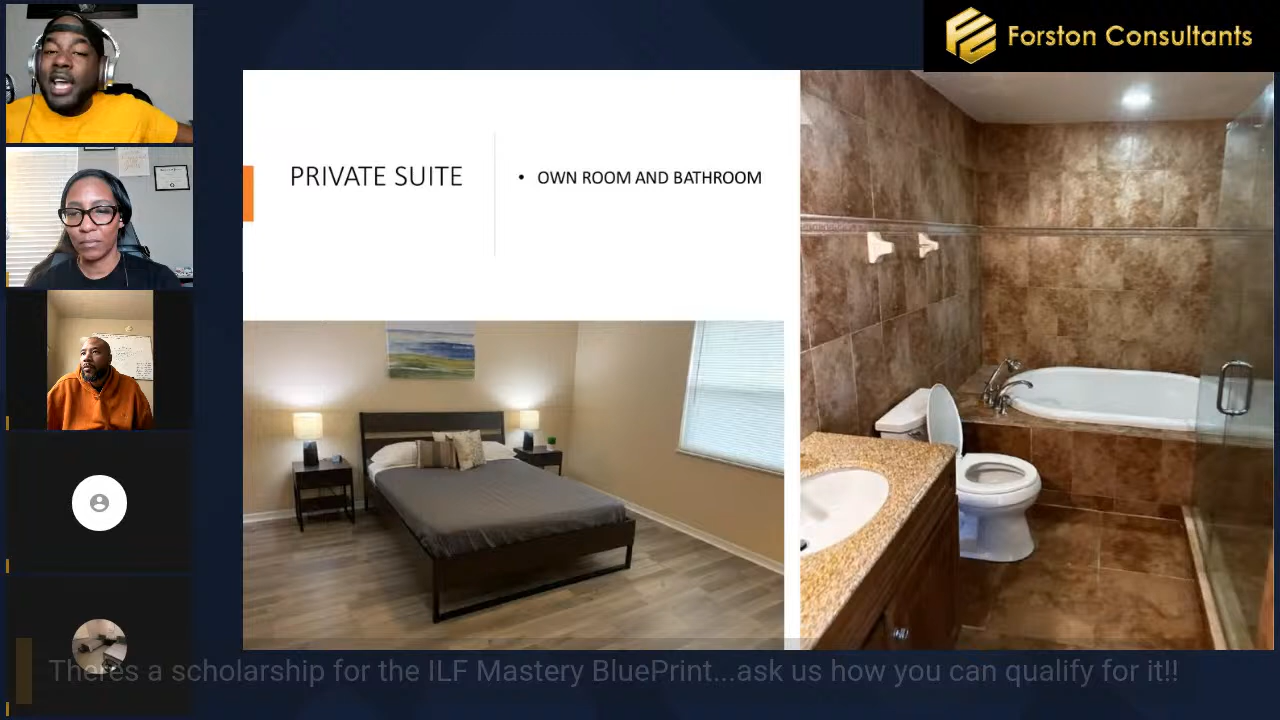 Forston Consultants
PRIVATE SUITE
• OWN ROOM AND BATHROOM
Theres a scholarship for the ILF Mastery BluePrint...ask us how you can qualify for it!!